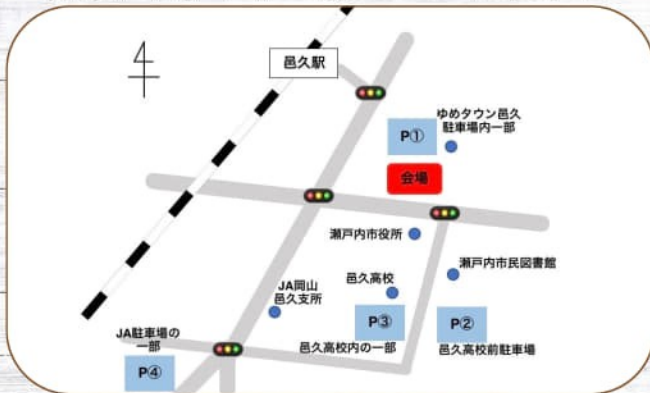 邑久駅
ゆめタウン邑久
駐車場内一部
P①
会場
瀬戸内市役所
瀬戸内市民図書館
JA岡山
邑久支所
邑久高校
P③
P②
邑久高校内の一部
邑久高校前駐車場
JA駐車場の
一部
P④